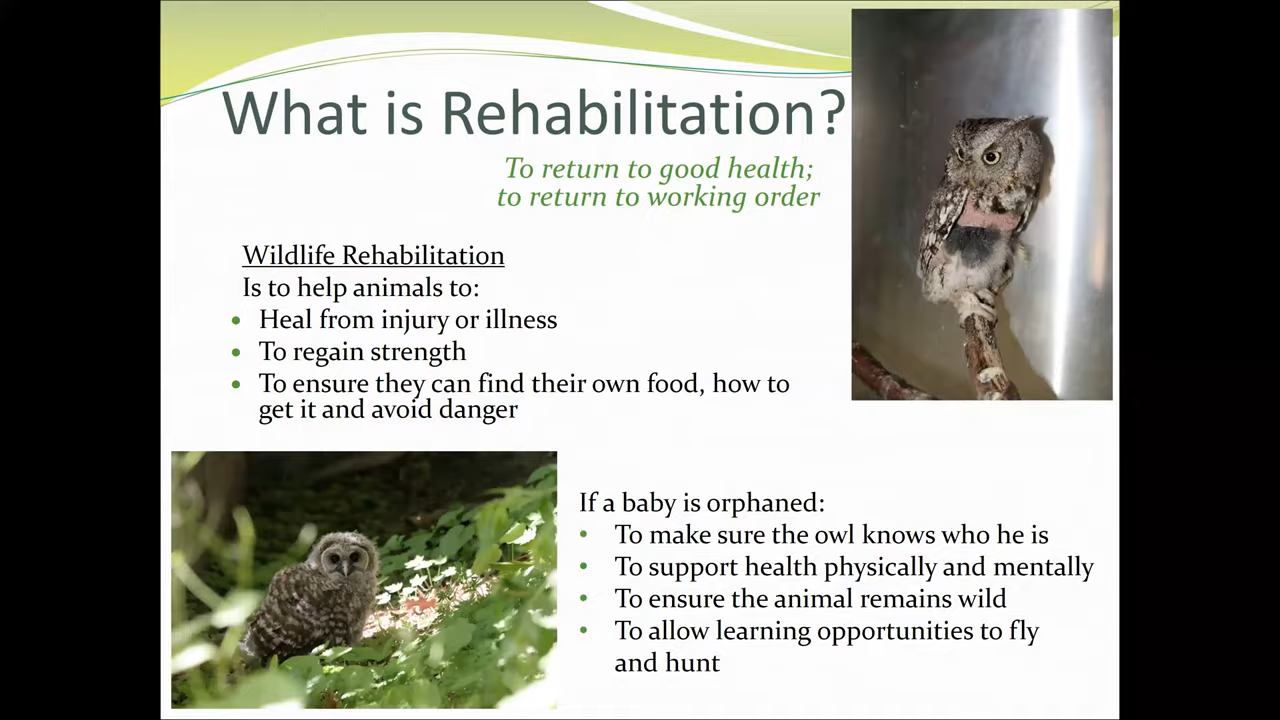 What is Rehabilitation?
To return to good health;
to return to working order
Wildlife Rehabilitation
Is to help animals to:
• Heal from injury or illness
• To regain strength
• To ensure they can find their own food, how to
get it and avoid danger
If a baby is orphaned:
• To make sure the owl knows who he is
• To support health physically and mentally
• To ensure the animal remains wild
• To allow learning opportunities to fly
and hunt